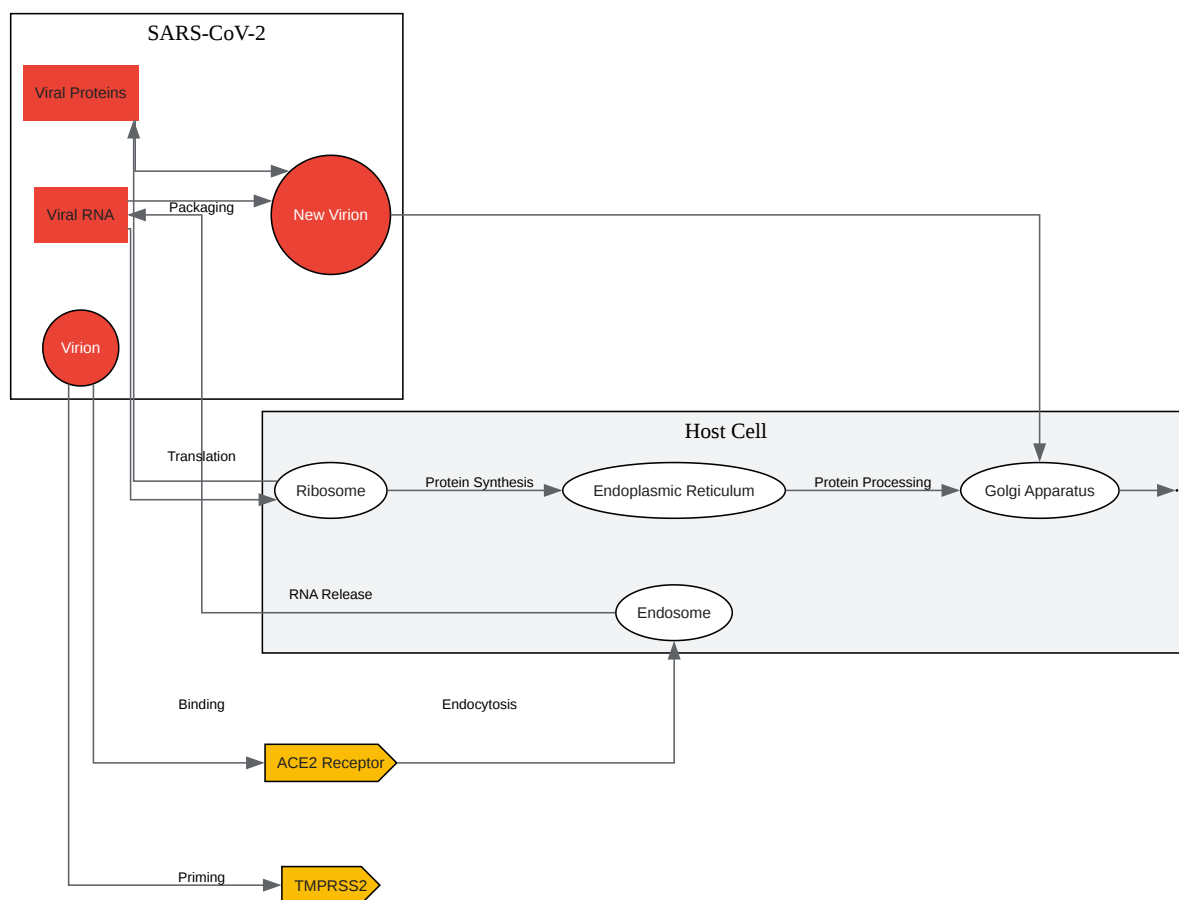 SARS-CoV-2
Viral Proteins
Viral RNA
Packaging
New Virion
Virion
Host Cell
Translation
Ribosome
Protein Synthesis
Endoplasmic Reticulum
Protein Processing
Golgi Apparatus
RNA Release
Endosome
Binding
Endocytosis
ACE2 Receptor
Priming
TMPRSS2